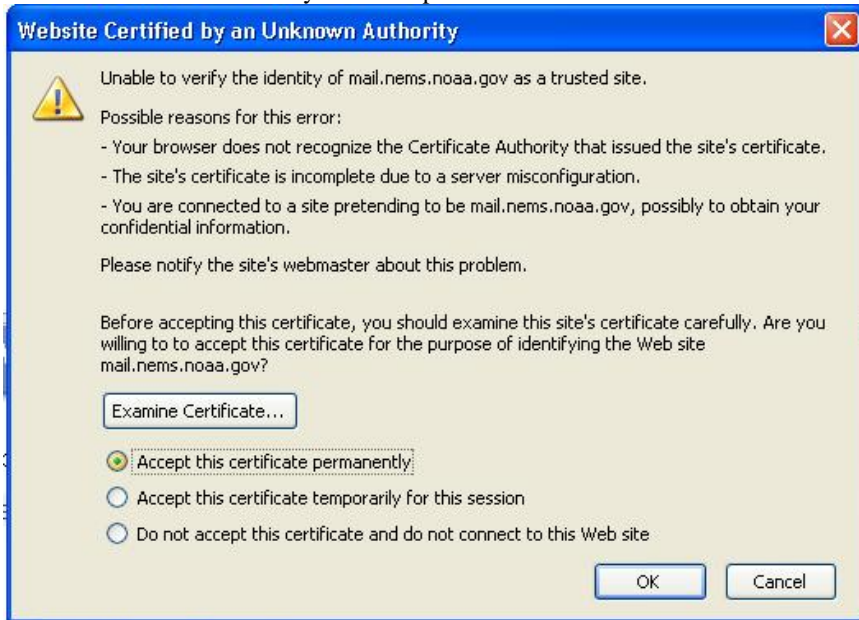 Website Certified by an Unknown Authority
Unable to verify the identity of mail.nems.noaa.gov as a trusted site.
Possible reasons for this error:
- Your browser does not recognize the Certificate Authority that issued the site's certificate.
- The site's certificate is incomplete due to a server misconfiguration.
- You are connected to a site pretending to be mail.nems.noaa.gov, possibly to obtain your
confidential information.
Please notify the site's webmaster about this problem.
Before accepting this certificate, you should examine this site's certificate carefully. Are you
willing to to accept this certificate for the purpose of identifying the Web site
mail.nems.noaa.gov?
Examine Certificate...
Accept this certificate permanently
Accept this certificate temporarily for this session
Do not accept this certificate and do not connect to this Web site
OK Cancel